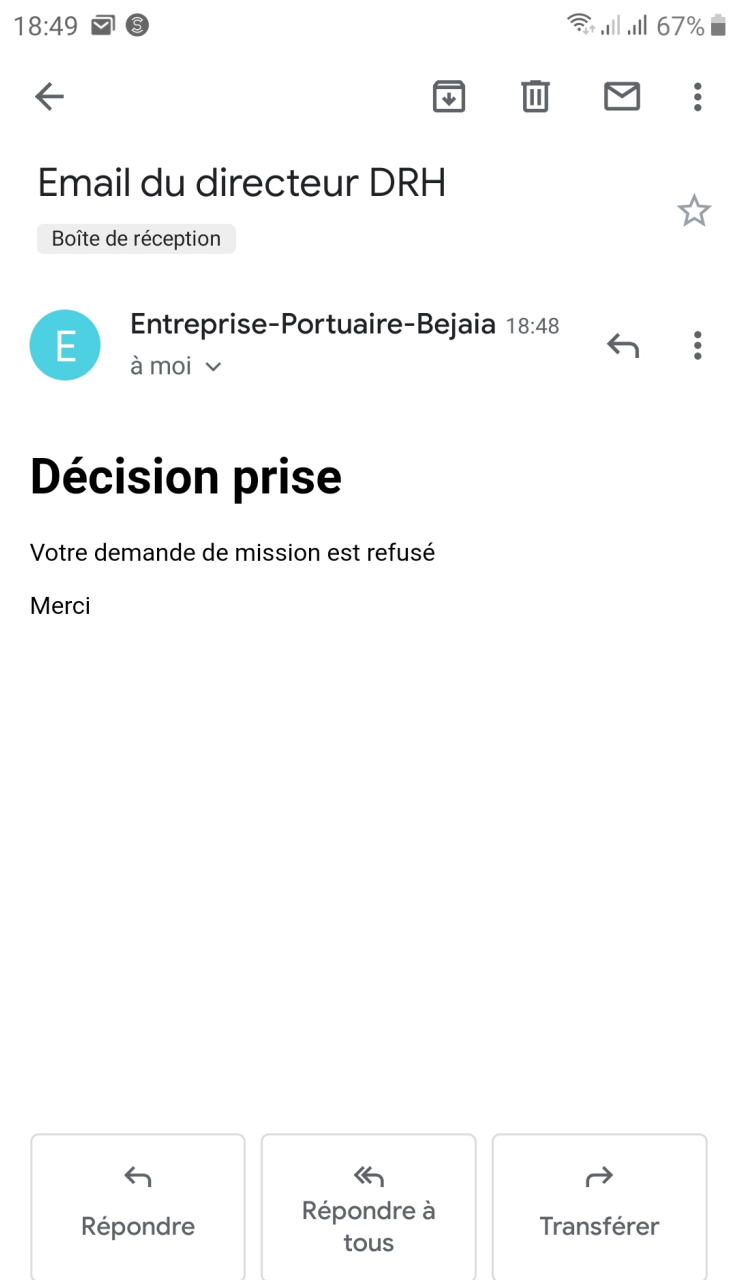 18:49 67%
Email du directeur DRH
Boîte de réception
E
Entreprise-Portuaire-Bejaia 18:48
à moi
Décision prise
Votre demande de mission est refusé
Merci
Répondre
Répondre à
tous
Transférer